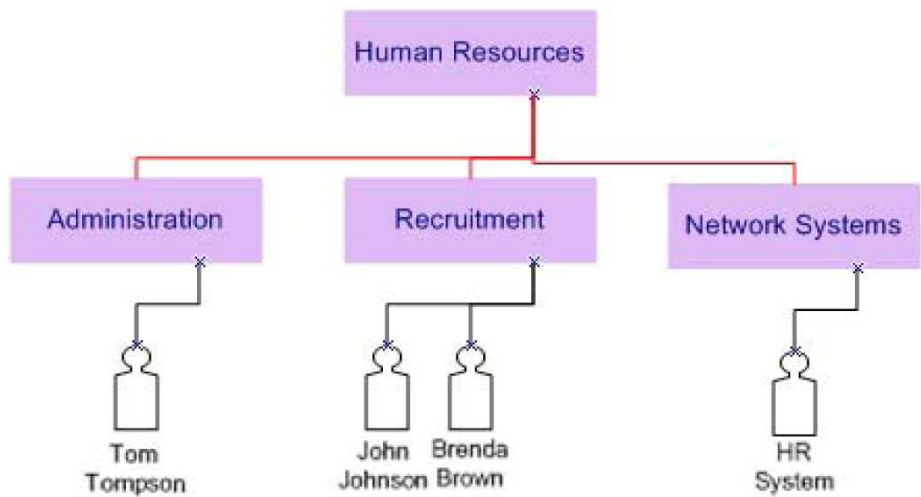 Human Resources
Administration
Recruitment
Network Systems
Tom
Tompson
John
Johnson
Brenda
Brown
HR
System